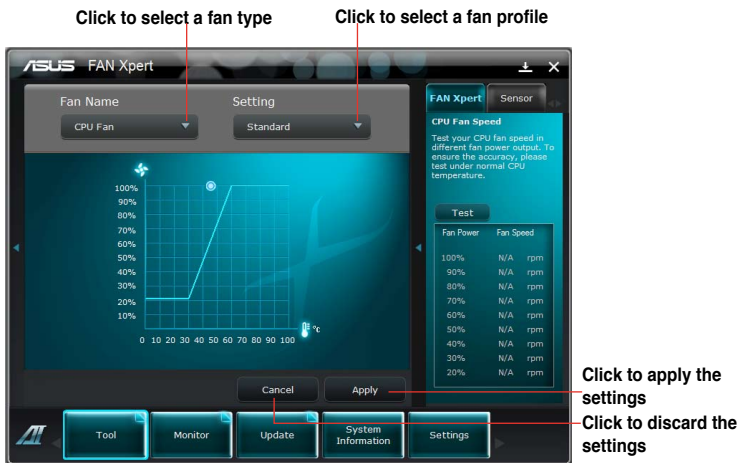 Click to select a fan type
Click to select a fan profile
ASUS FAN Xpert
Fan Name
Setting
CPU Fan
Standard
100%
90%
80%
70%
60%
50%
40%
30%
20%
10%
0 10 20 30 40 50 60 70 80 90 100
°C
FAN Xpert
Sensor
CPU Fan Speed
Test your CPU fan speed in
different fan power output. To
ensure the accuracy, please
test under normal CPU
temperature.
Test
Fan Power Fan Speed
100% N/A rpm
90% N/A rpm
80% N/A rpm
70% N/A rpm
60% N/A rpm
50% N/A rpm
40% N/A rpm
30% N/A rpm
20% N/A rpm
Cancel
Apply
Click to apply the
settings
Click to discard the
settings
Tool
Monitor
Update
System
Information
Settings